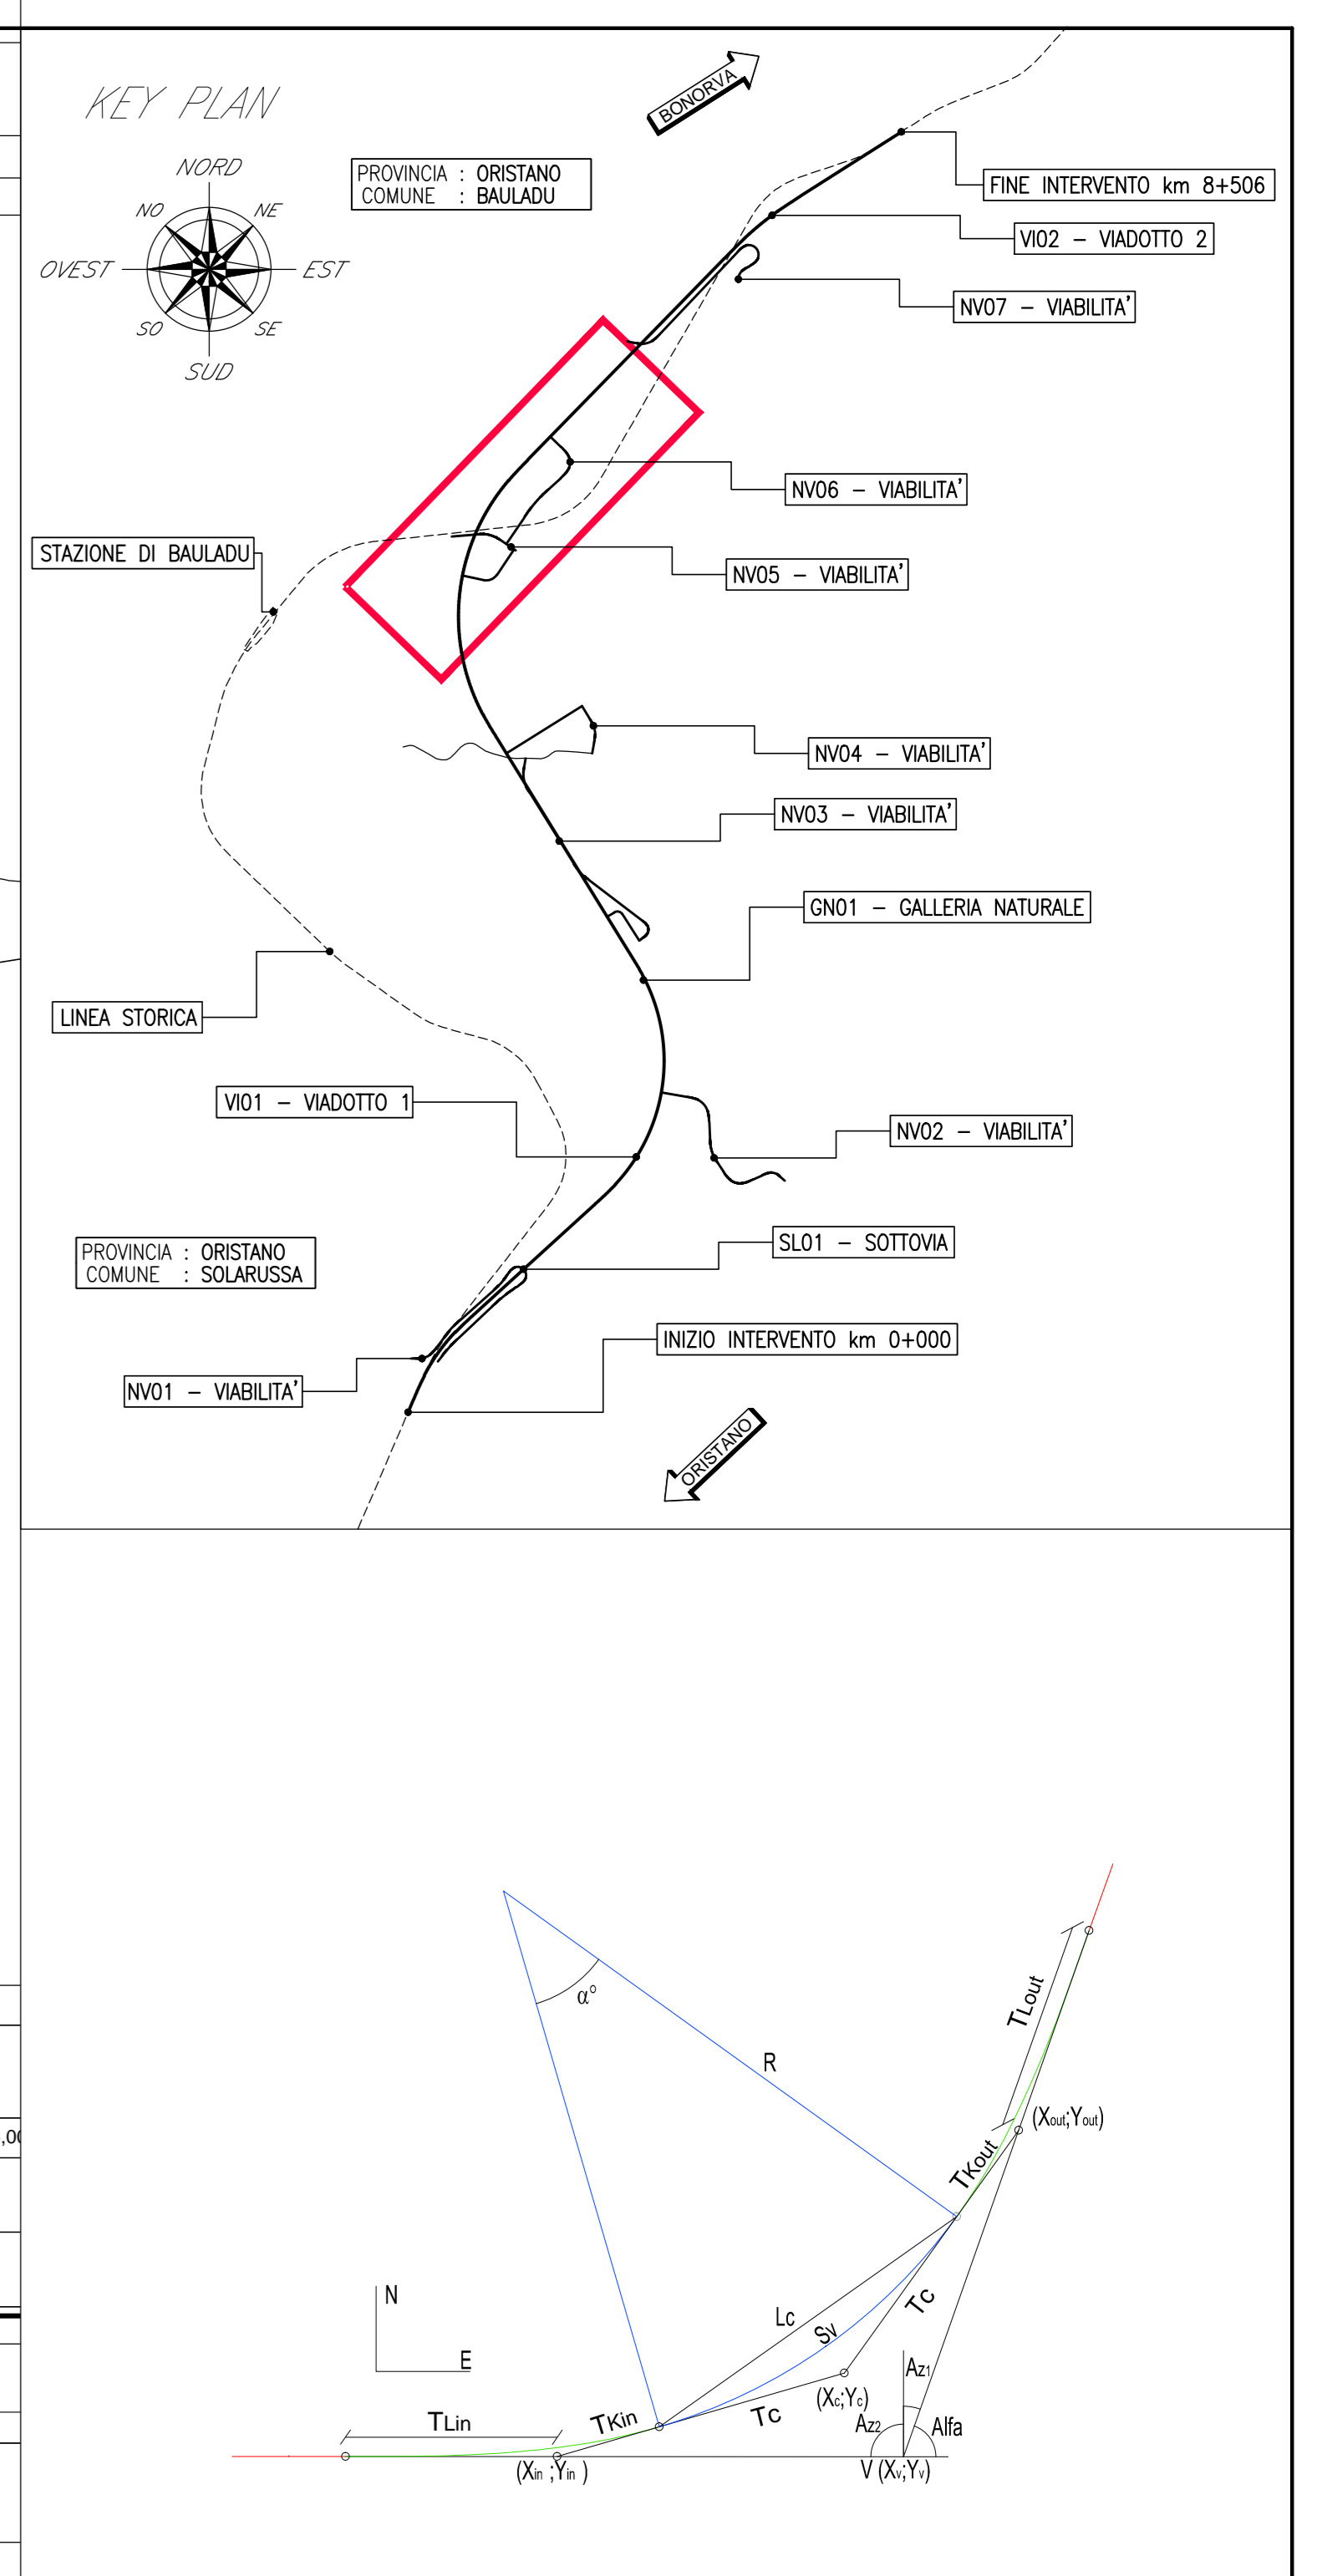 KEY PLAN
BONORVA
NORD
NO
NE
OVEST
EST
SO
SE
SUD
PROVINCIA : ORISTANO
COMUNE : BAULADU
FINE INTERVENTO km 8+506
VI02 – VIADOTTO 2
NV07 – VIABILITA'
NV06 – VIABILITA'
STAZIONE DI BAULADU
NV05 – VIABILITA'
NV04 – VIABILITA'
NV03 – VIABILITA'
GN01 – GALLERIA NATURALE
LINEA STORICA
VI01 – VIADOTTO 1
NV02 – VIABILITA'
SL01 – SOTTOVIA
PROVINCIA : ORISTANO
COMUNE : SOLARUSSA
INIZIO INTERVENTO km 0+000
NV01 – VIABILITA'
ORISTANO
α°
TLout
R
(Xout;Yout)
TKout
N
E
Lc
Sv
Tc
Az1
(Xc;Yc)
TLin
TKin
Tc
Az2
Alfa
(Xin ;Yin )
V (Xv;Yv)